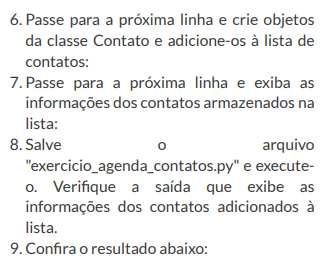 6. Passe para a próxima linha e crie objetos
da classe Contato e adicione-os à lista de
contatos:
7. Passe para a próxima linha e exiba as
informações dos contatos armazenados na
lista:
8. Salve o arquivo
"exercicio_agenda_contatos.py" e execute-
o. Verifique a saída que exibe as
informações dos contatos adicionados à
lista.
9. Confira o resultado abaixo: